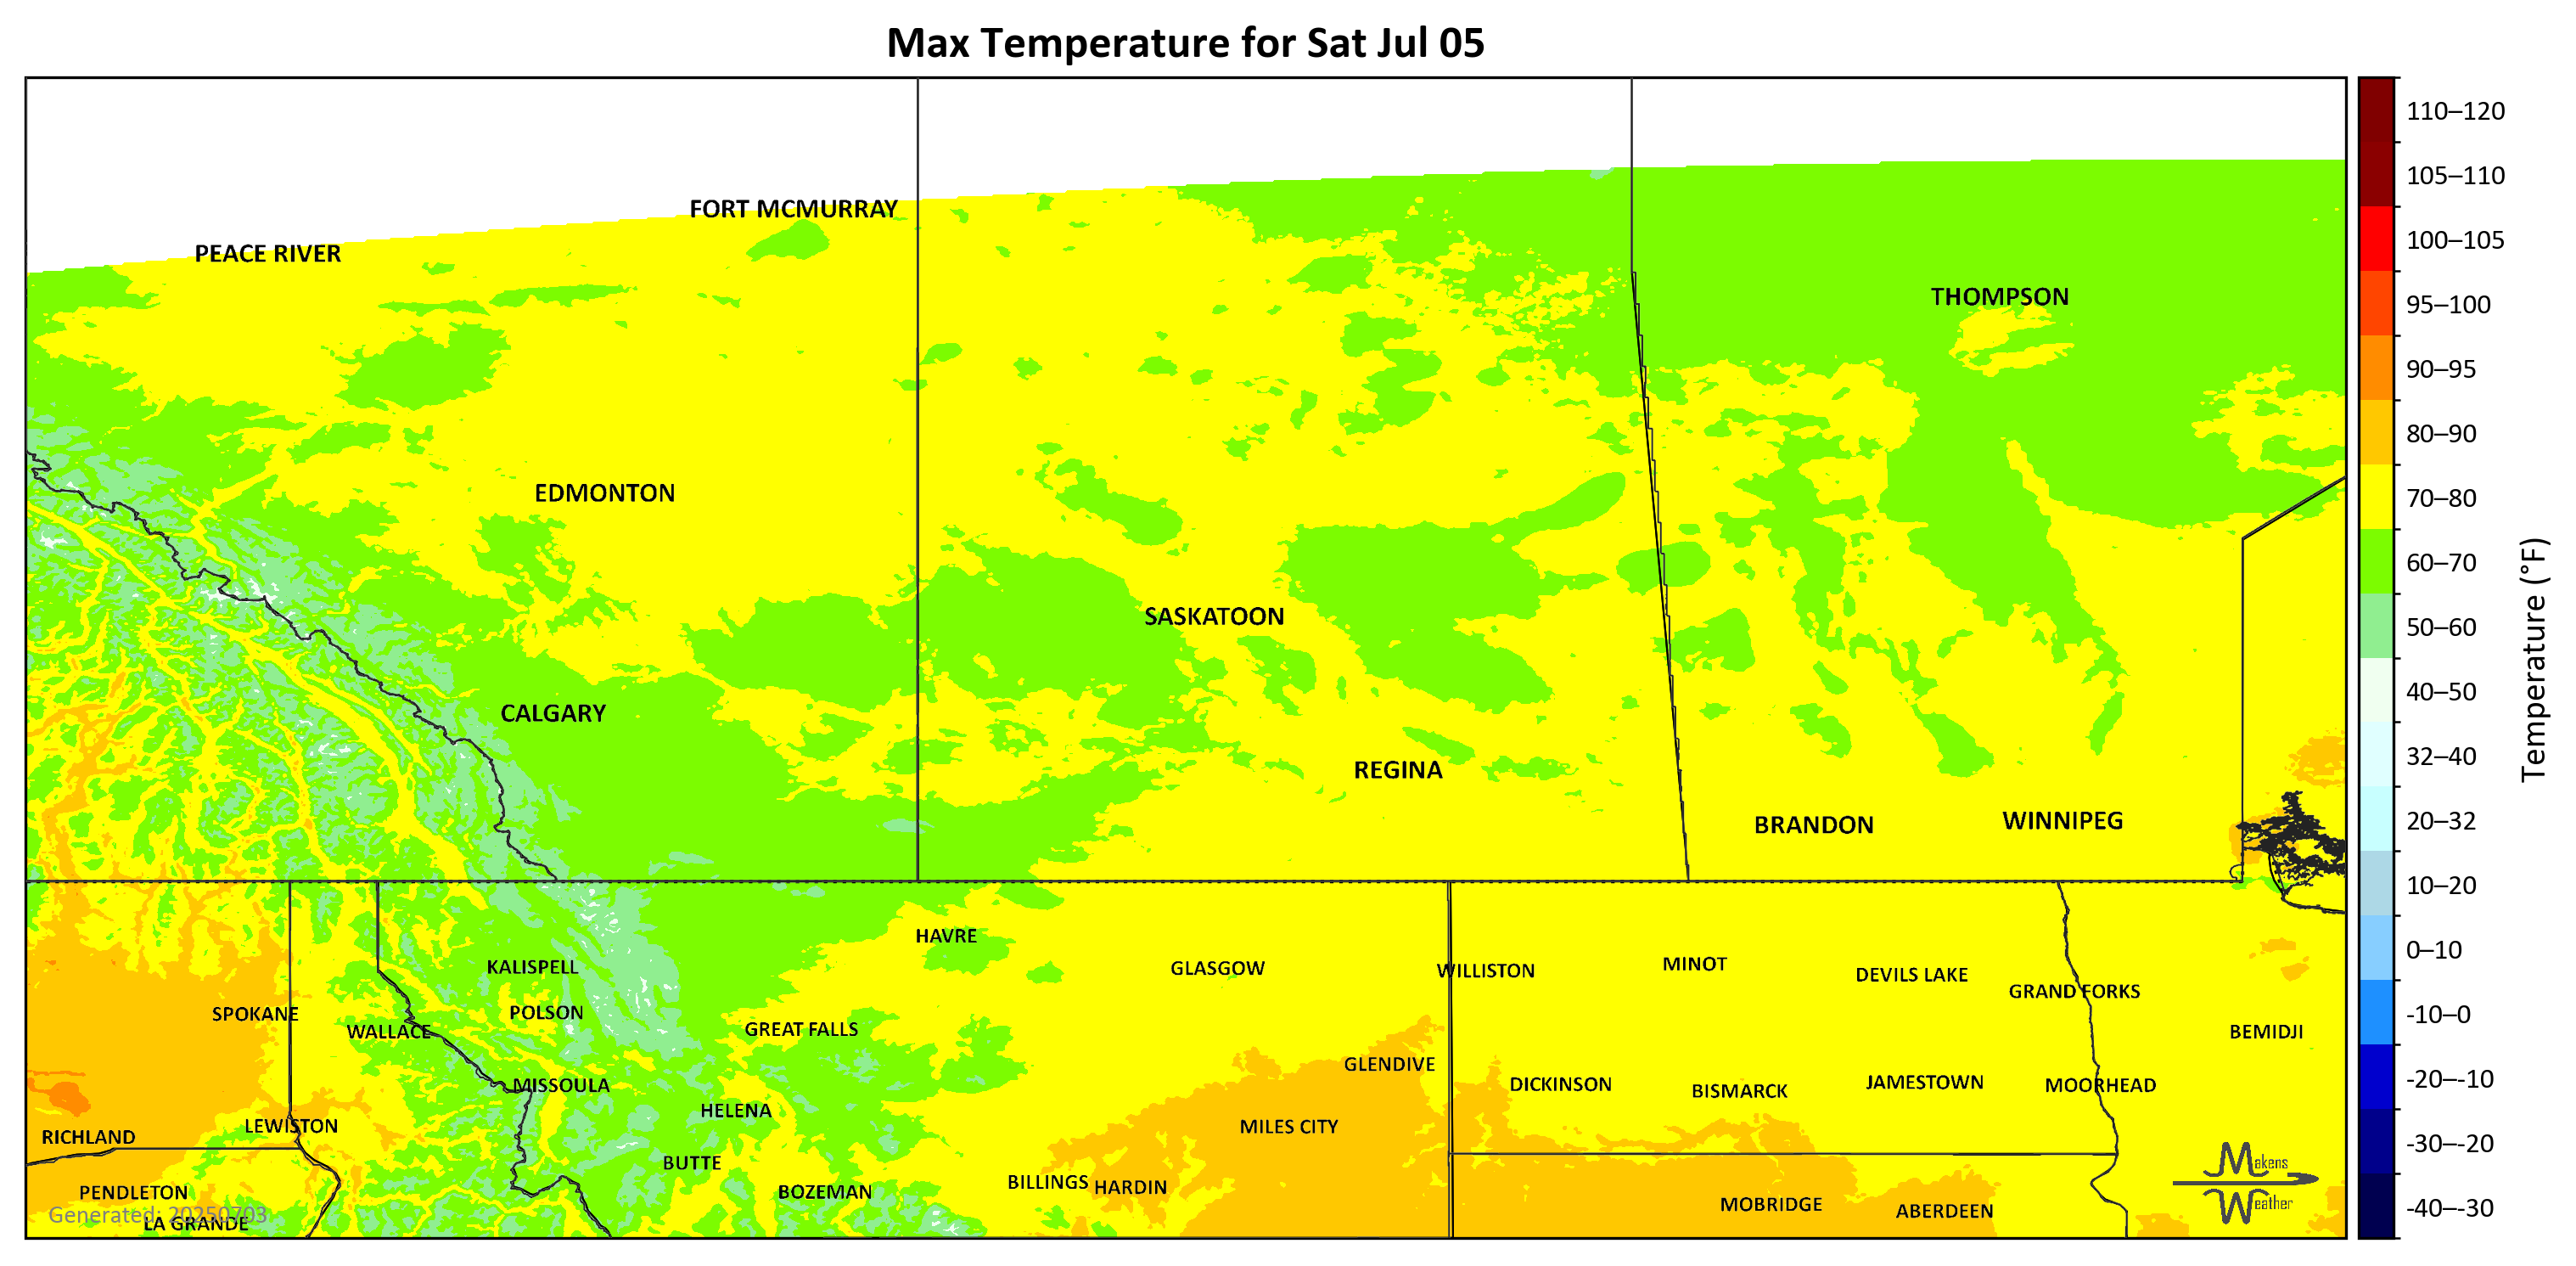 Max Temperature for Sat Jul 05
110–120
105–110
100–105
95–100
90–95
80–90
70–80
60–70
50–60
40–50
32–40
20–32
10–20
0–10
-10–0
-20–-10
-30–-20
-40–-30
Temperature (°F)
FORT MCMURRAY
PEACE RIVER
THOMPSON
EDMONTON
SASKATOON
CALGARY
REGINA
BRANDON
WINNIPEG
HAVRE
KALISPELL
GLASGOW
WILLISTON
MINOT
DEVILS LAKE
GRAND FORKS
SPOKANE
POLSON
WALLACE
GREAT FALLS
BEMIDJI
GLENDIVE
MISSOULA
DICKINSON
BISMARCK
JAMESTOWN
MOORHEAD
HELENA
LEWISTON
MILES CITY
RICHLAND
BUTTE
BILLINGS
HARDIN
PENDLETON
BOZEMAN
MOBRIDGE
ABERDEEN
Generated: 20250703
LA GRANDE
Makens
Weather